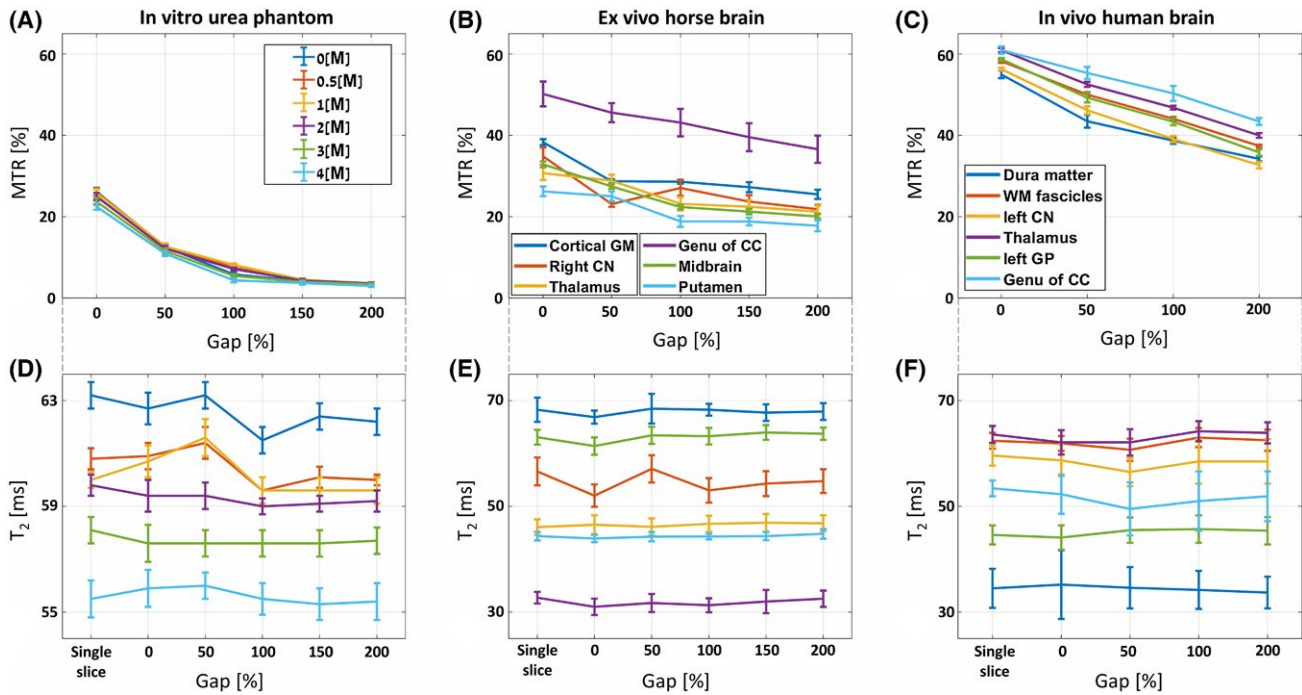 (A) In vitro urea phantom
60
40
20
0
MTR [%]
0[M]
0.5[M]
1[M]
2[M]
3[M]
4[M]
0 50 100 150 200
Gap [%]
(B) Ex vivo horse brain
60
40
20
0
MTR [%]
Cortical GM Genu of CC
Right CN Midbrain
Thalamus Putamen
0 50 100 150 200
Gap [%]
(C) In vivo human brain
60
40
20
0
MTR [%]
Dura matter
WM fascicles
left CN
Thalamus
left GP
Genu of CC
0 50 100 200
Gap [%]
(D)
63
59
55
T2 [ms]
Single slice 0 50 100 150 200
Gap [%]
(E)
70
50
30
T2 [ms]
Single slice 0 50 100 150 200
Gap [%]
(F)
70
50
30
T2 [ms]
Single slice 0 50 100 200
Gap [%]